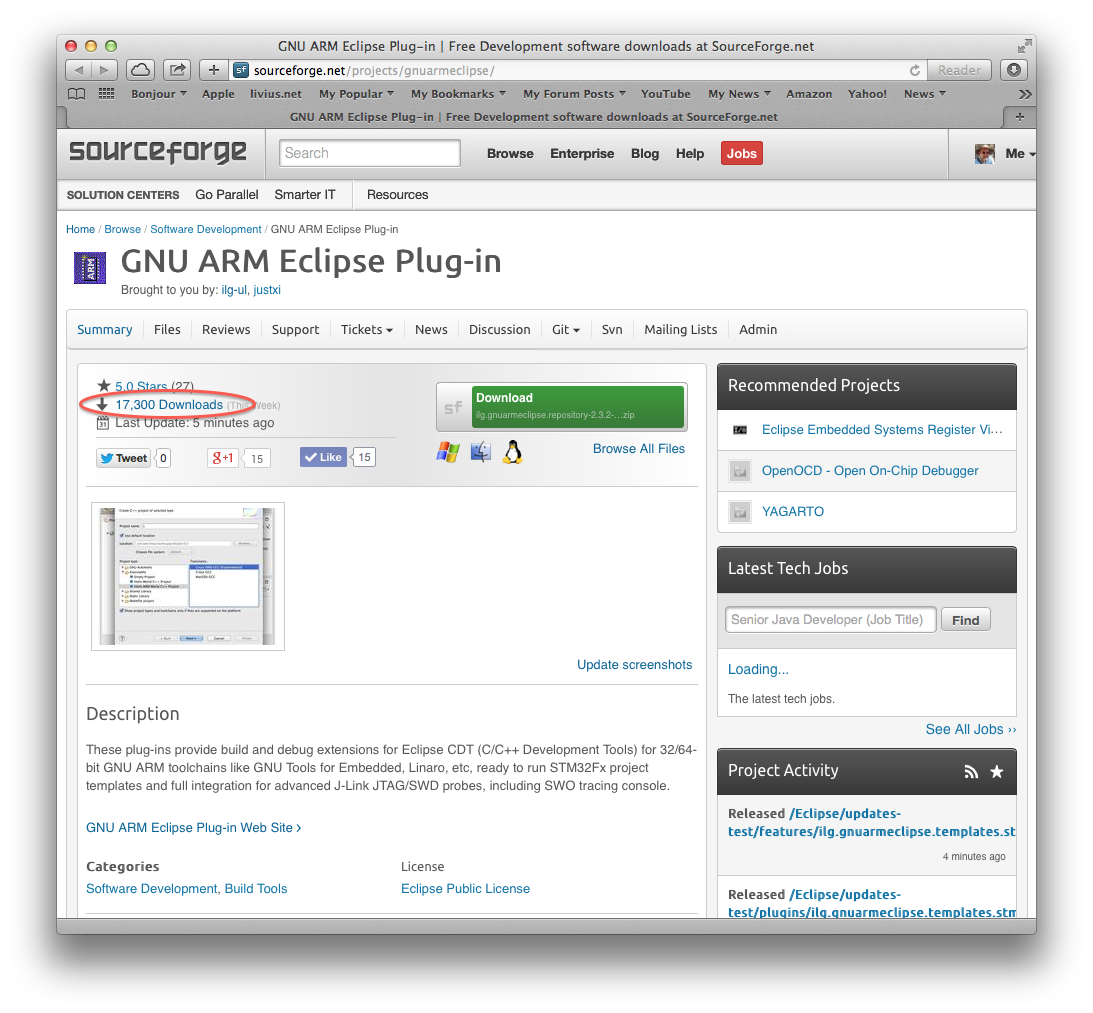 GNU ARM Eclipse Plug-in | Free Development software downloads at SourceForge.net
sourceforge.net/projects/gnuarmeclipse/
Reader
Bonjour Apple livius.net My Popular My Bookmarks My Forum Posts YouTube My News Amazon Yahoo! News
GNU ARM Eclipse Plug-in | Free Development software downloads at SourceForge.net
sourceforge
Search
Browse Enterprise Blog Help Jobs
Me
SOLUTION CENTERS Go Parallel Smarter IT Resources
Home / Browse / Software Development / GNU ARM Eclipse Plug-in
ARM
GNU ARM Eclipse Plug-in
Brought to you by: ilg-ul, justxi
Summary Files Reviews Support Tickets News Discussion Git Svn Mailing Lists Admin
5.0 Stars (27)
17,300 Downloads (This Week)
31 Last Update: 5 minutes ago
Tweet 0
g+1 15
Like 15
sf Download
ilg.gnuarmeclipse.repository-2.3.2-...zip
Browse All Files
Update screenshots
Description
These plug-ins provide build and debug extensions for Eclipse CDT (C/C++ Development Tools) for 32/64-
bit GNU ARM toolchains like GNU Tools for Embedded, Linaro, etc, ready to run STM32Fx project
templates and full integration for advanced J-Link JTAG/SWD probes, including SWO tracing console.
GNU ARM Eclipse Plug-in Web Site ›
Categories
Software Development, Build Tools
License
Eclipse Public License
Recommended Projects
Eclipse Embedded Systems Register Vi...
OpenOCD - Open On-Chip Debugger
YAGARTO
Latest Tech Jobs
Senior Java Developer (Job Title) Find
Loading...
The latest tech jobs.
See All Jobs ››
Project Activity
Released /Eclipse/updates-
test/features/ilg.gnuarmeclipse.templates.st
4 minutes ago
Released /Eclipse/updates-
test/plugins/ilg.gnuarmeclipse.templates.stm